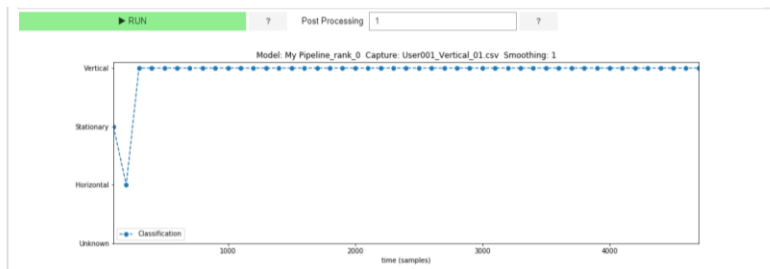 ▶ RUN ? Post Processing 1 ?
Model: My Pipeline_rank_0 Capture: User001_Vertical_01.csv Smoothing: 1
Vertical
Stationary
Horizontal
Classification
Unknown
1000 2000 3000 4000
time (samples)